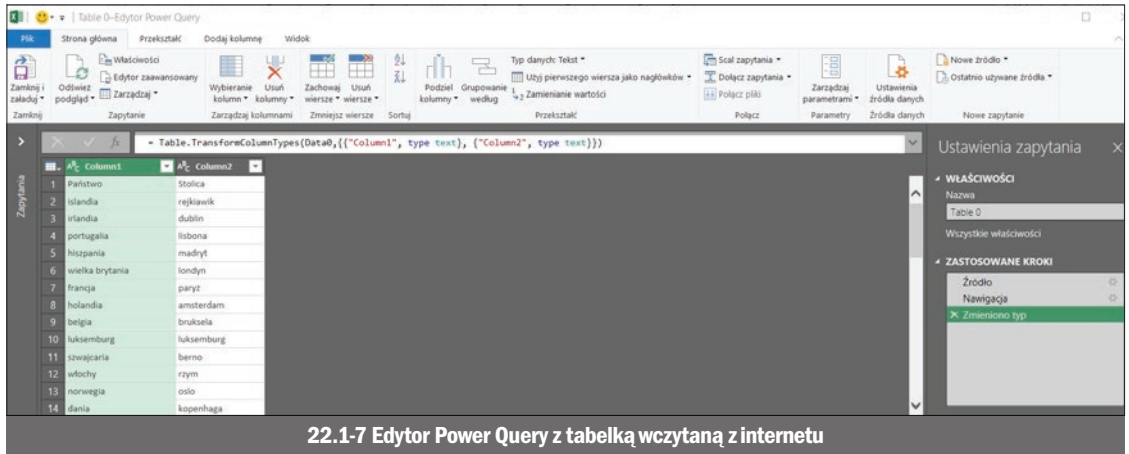 Table 0–Edytor Power Query
Plik Strona główna Przekształć Dodaj kolumnę Widok
Zamknij i załaduj
Odśwież podgląd
Właściwości
Edytor zaawansowany
Zarządzaj
Wybieranie kolumn
Usuń kolumny
Zachowaj wiersze
Usuń wiersze
Podziel kolumny
Grupowanie według
Typ danych: Tekst
Użyj pierwszego wiersza jako nagłówków
Zamienianie wartości
Scal zapytania
Dołącz zapytania
Połącz pliki
Zarządzaj parametrami
Ustawienia źródła danych
Nowe źródło
Ostatnio używane źródła
Zamknij Zapytanie Zarządzaj kolumnami Zmniejsz wiersze Sortuj Przekształć Połącz Parametry Źródła danych Nowe zapytanie
fx = Table.TransformColumnTypes(Data0,{{"Column1", type text}, {"Column2", type text}})
Zapytania
ABC Column1 ABC Column2
1 Państwo Stolica
2 islandia rejkiawik
3 irlandia dublin
4 portugalia lisbona
5 hiszpania madryt
6 wielka brytania londyn
7 francja paryż
8 holandia amsterdam
9 belgia bruksela
10 luksemburg luksemburg
11 szwajcaria berno
12 włochy rzym
13 norwegia oslo
14 dania kopenhaga
Ustawienia zapytania
WŁAŚCIWOŚCI
Nazwa
Table 0
Wszystkie właściwości
ZASTOSOWANE KROKI
Źródło
Nawigacja
Zmieniono typ
22.1-7 Edytor Power Query z tabelką wczytaną z internetu